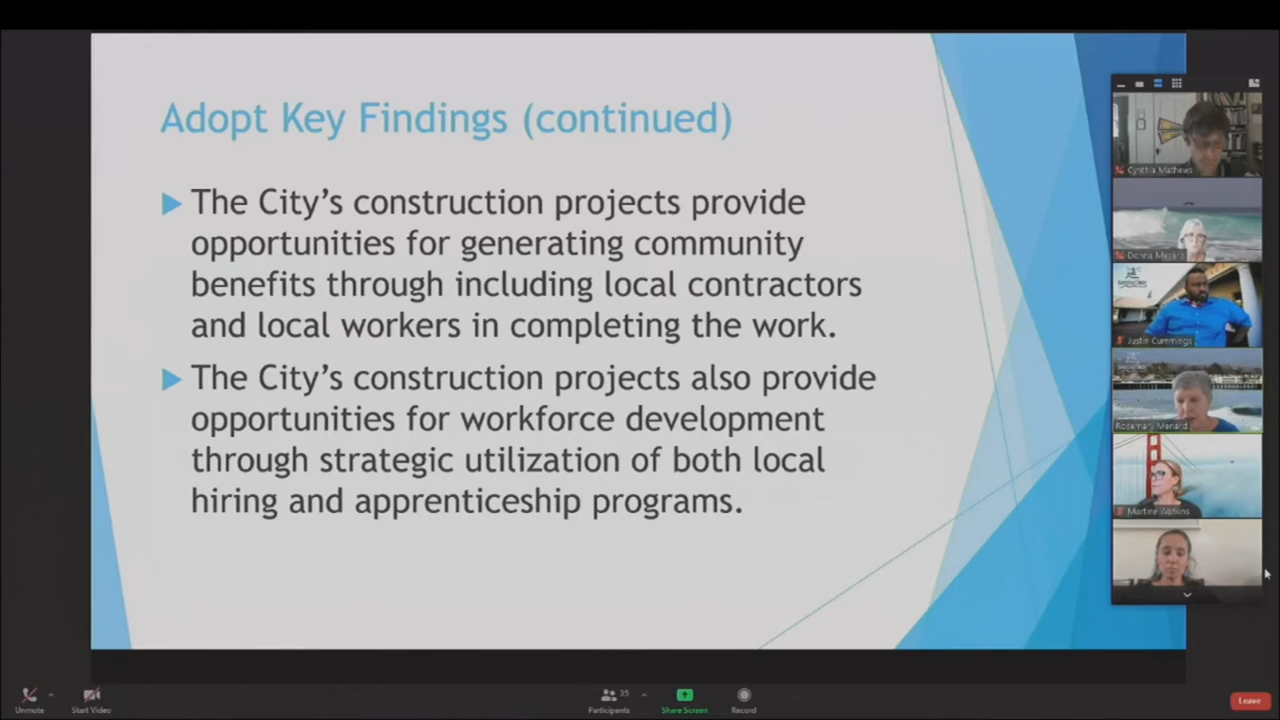 Adopt Key Findings (continued)
The City's construction projects provide
opportunities for generating community
benefits through including local contractors
and local workers in completing the work.
The City's construction projects also provide
opportunities for workforce development
through strategic utilization of both local
hiring and apprenticeship programs.
Cynthia Mathews
Donna Meyers
Justin Cummings
Rosemary Menard
Martine Watkins
Unmute
Start Video
35
Participants
Share Screen
Record
Leave